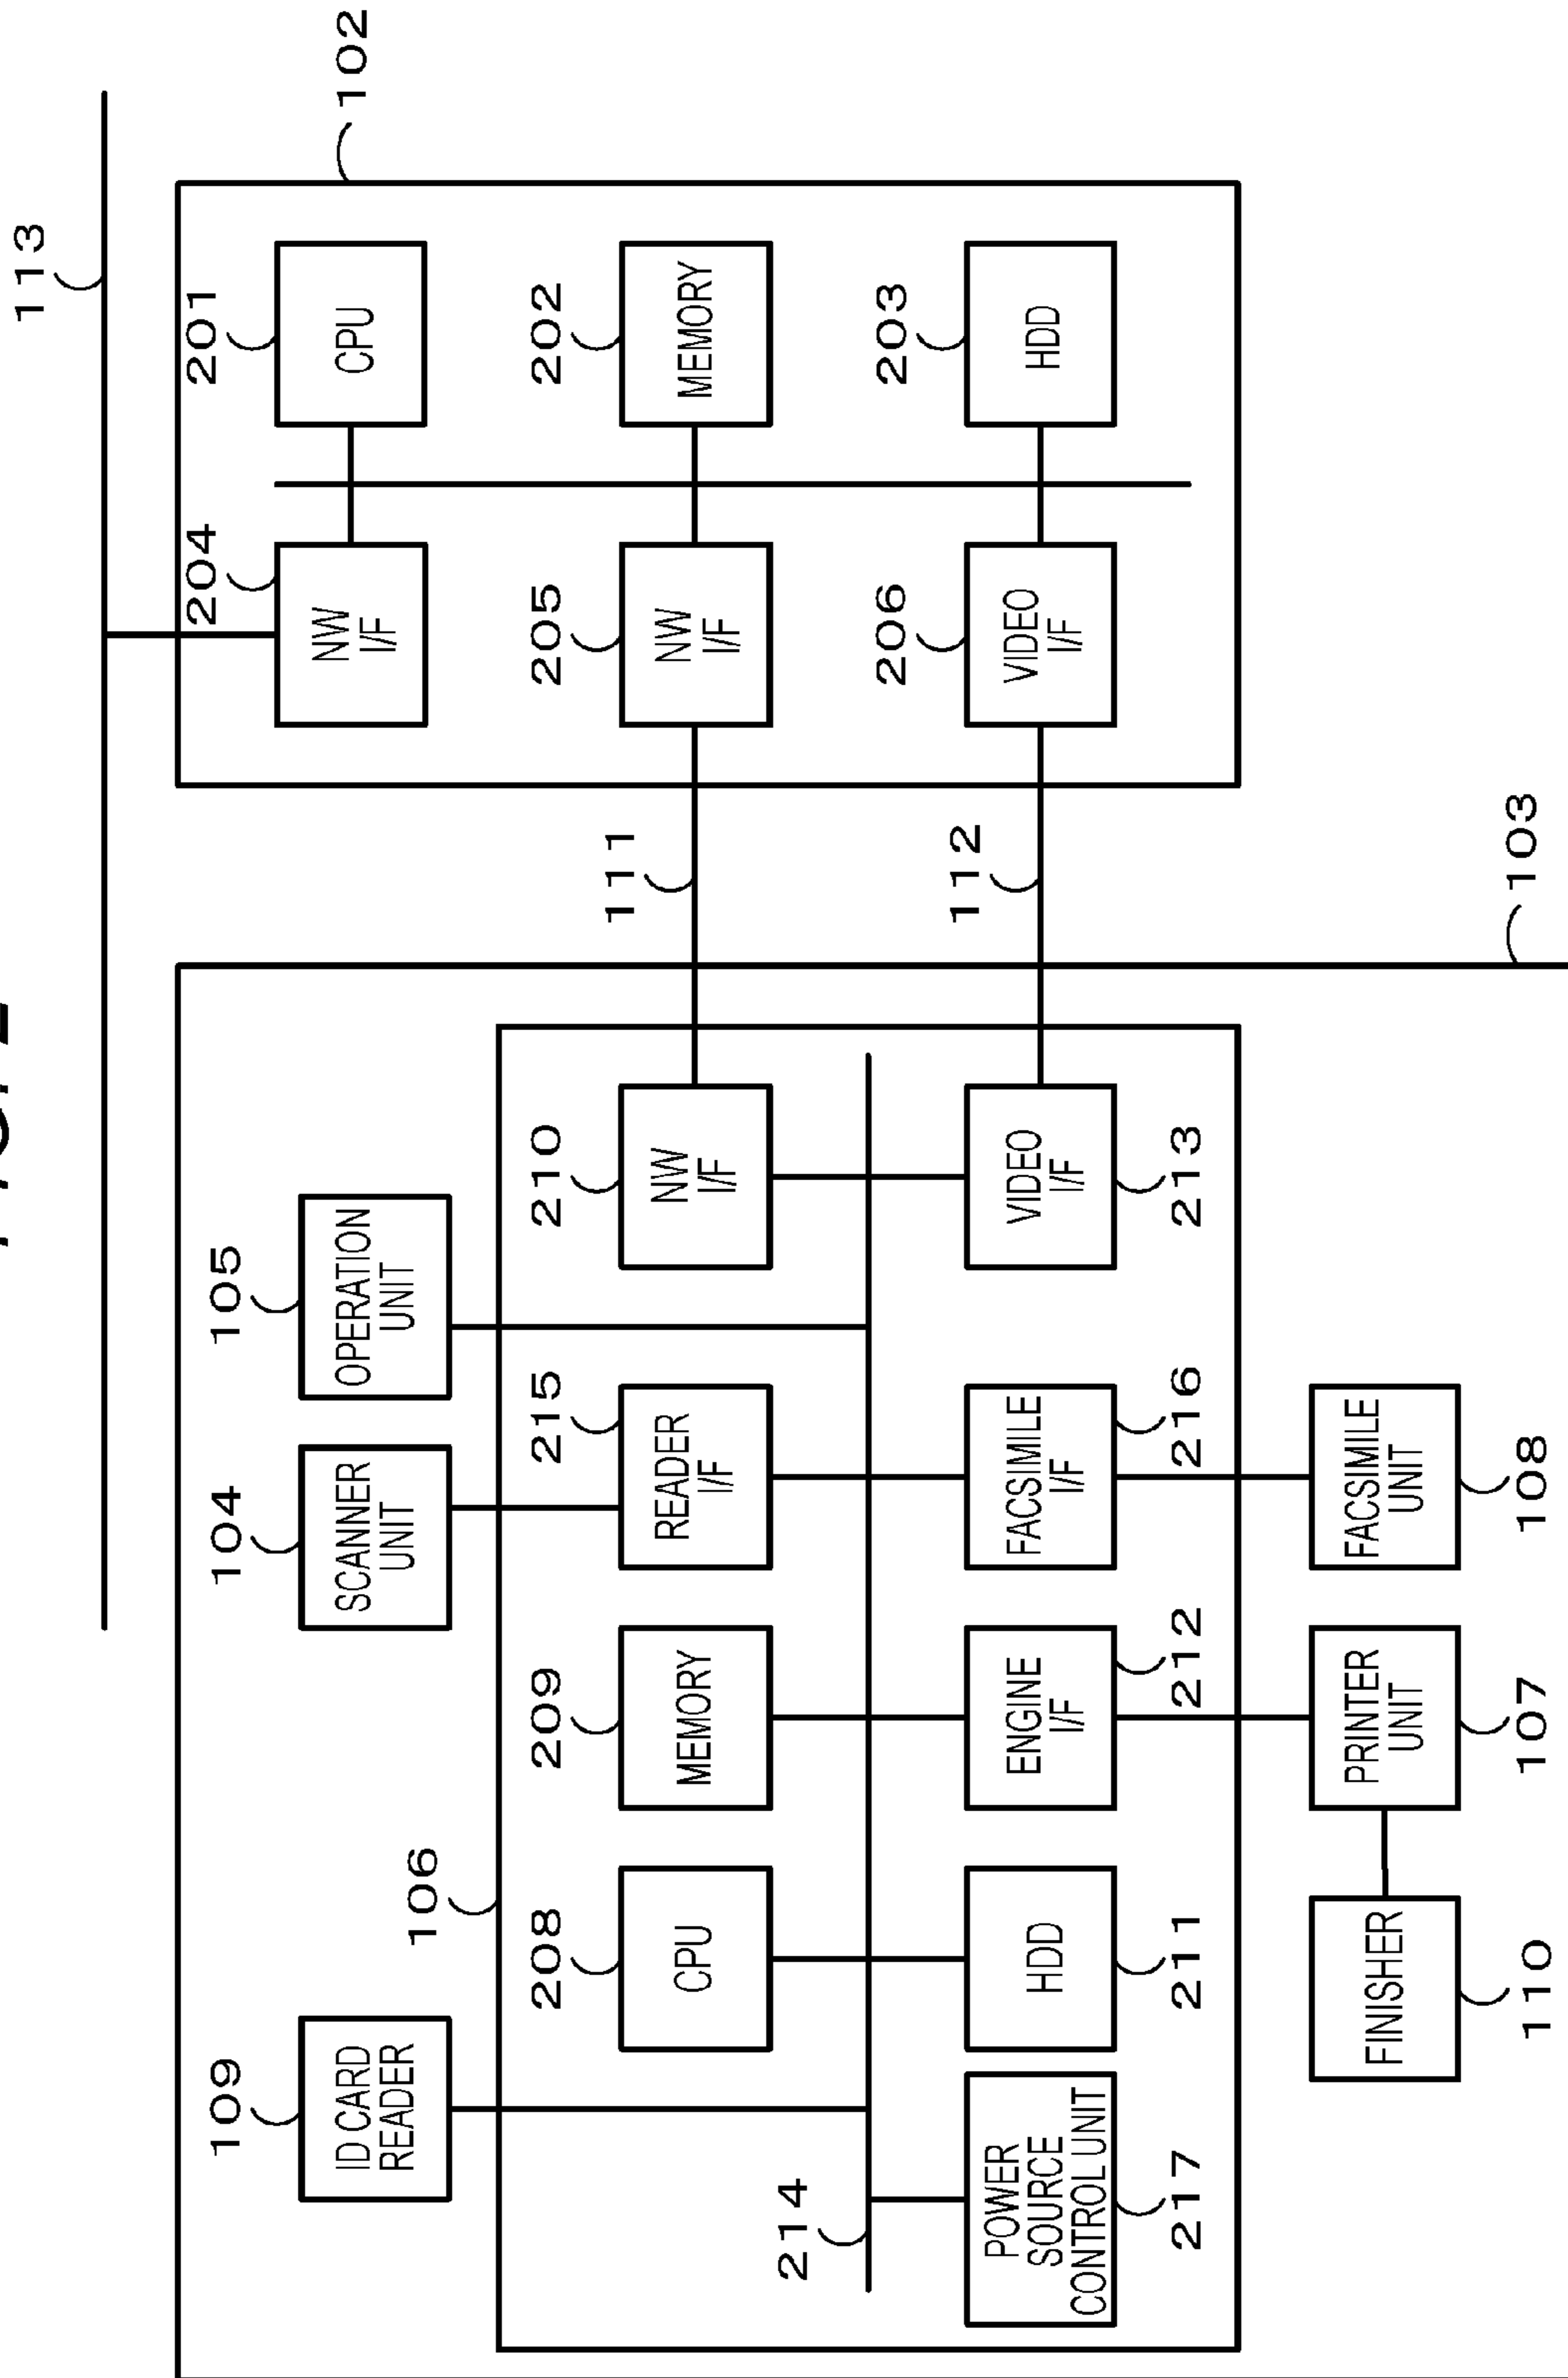 113
102
201
CPU
202
MEMORY
203
HDD
204
NW
I/F
205
NW
I/F
206
VIDEO
I/F
111
112
103
105
OPERATION
UNIT
104
SCANNER
UNIT
109
ID CARD
READER
106
210
NW
I/F
215
READER
I/F
209
MEMORY
208
CPU
214
213
VIDEO
I/F
216
FACSIMILE
I/F
212
ENGINE
I/F
211
HDD
217
POWER
SOURCE
CONTROL UNIT
108
FACSIMILE
UNIT
107
PRINTER
UNIT
110
FINISHER